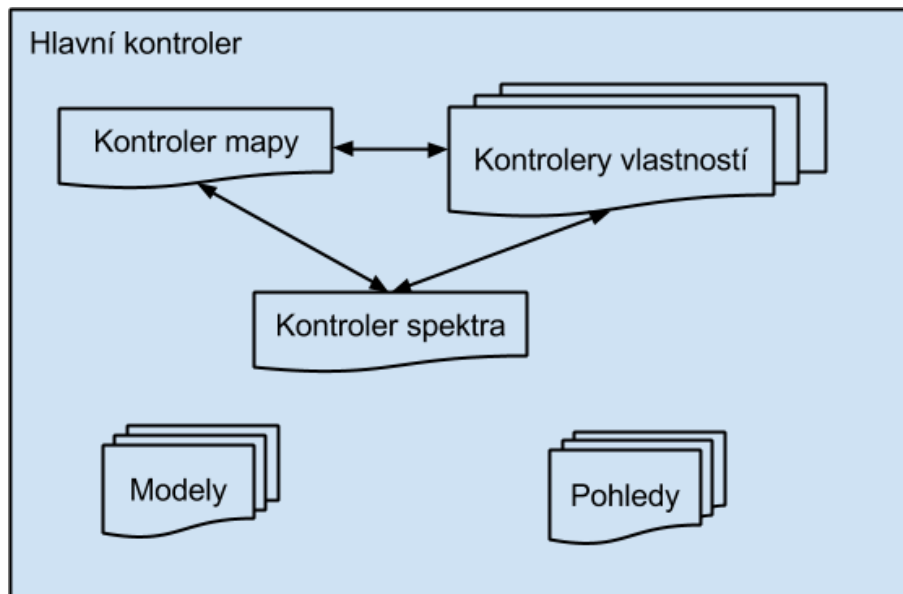 Hlavní kontroler
Kontroler mapy
Kontrolery vlastností
Kontroler spektra
Modely
Pohledy